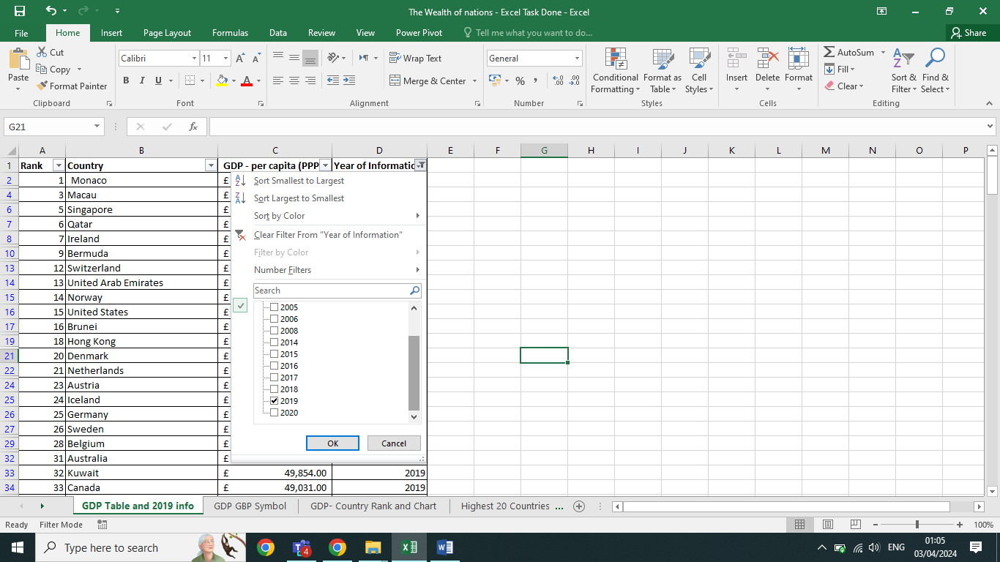 The Wealth of nations - Excel Task Done - Excel
File Home Insert Page Layout Formulas Data Review View Power Pivot Tell me what you want to do... Share
Paste
Cut
Copy
Format Painter
Clipboard
Calibri 11
B I U
Font
Wrap Text
Merge & Center
Alignment
General
%
Number
Conditional Formatting
Format as Table
Cell Styles
Styles
Insert Delete Format
Cells
AutoSum
Fill
Clear
Sort & Filter
Find & Select
Editing
G21 fx
A B C D E F G H I J K L M N O P
1 Rank Country GDP - per capita (PPP Year of Informatic
2 1 Monaco £
4 3 Macau £
6 5 Singapore £
7 6 Qatar £
8 7 Ireland £
10 9 Bermuda £
13 12 Switzerland £
14 13 United Arab Emirates £
15 14 Norway £
16 15 United States £
17 16 Brunei £
19 18 Hong Kong £
21 20 Denmark £
22 21 Netherlands £
24 23 Austria £
25 24 Iceland £
26 25 Germany £
27 26 Sweden £
29 28 Belgium £
32 31 Australia £
33 32 Kuwait £ 49,854.00 2019
34 33 Canada £ 49,031.00 2019
Sort Smallest to Largest
Sort Largest to Smallest
Sort by Color
Clear Filter From "Year of Information"
Filter by Color
Number Filters
Search
2005
2006
2008
2014
2015
2016
2017
2018
2019
2020
OK Cancel
GDP Table and 2019 info GDP GBP Symbol GDP- Country Rank and Chart Highest 20 Countries ...
Ready Filter Mode 100%
Type here to search 4 ENG 01:05
03/04/2024